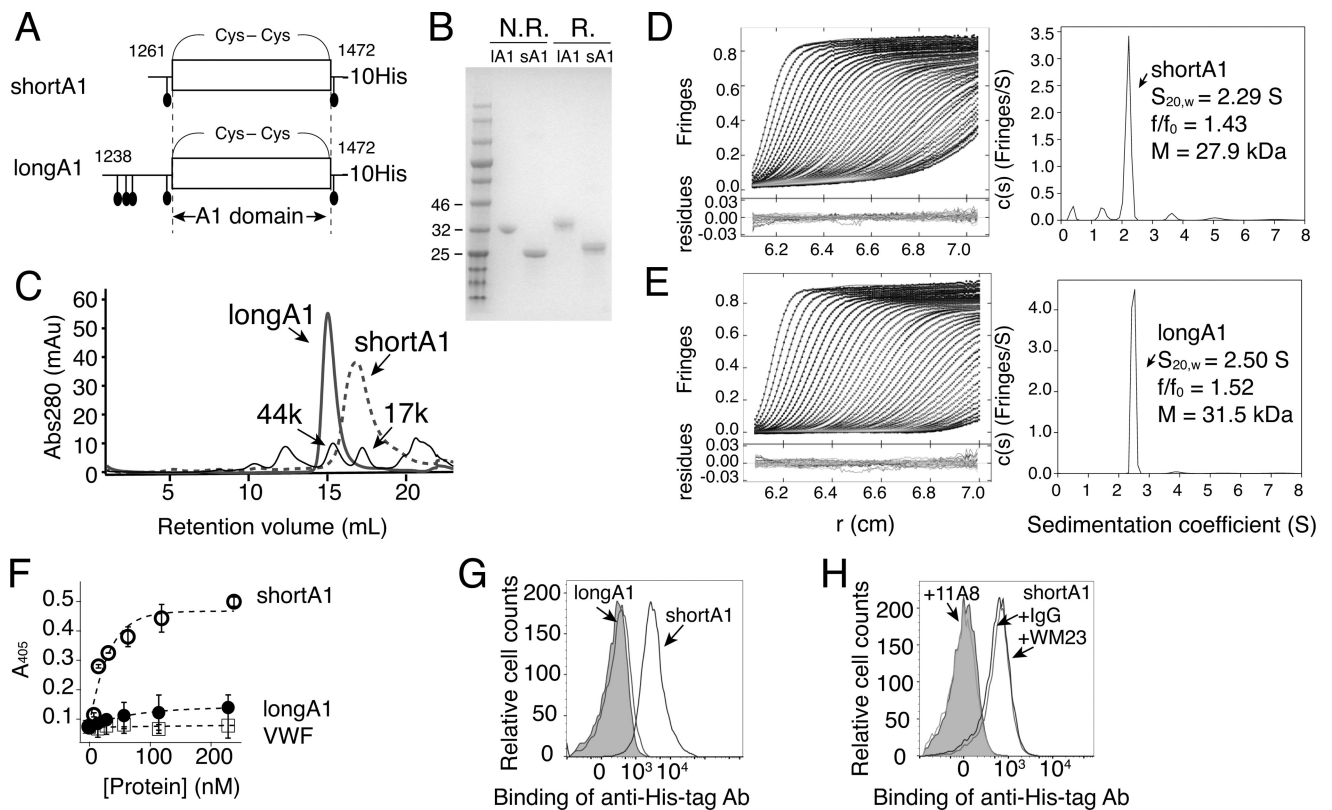 A
Cys – Cys
1261
1472
shortA1
-10His
Cys – Cys
1238
1472
longA1
-10His
A1 domain
B
N.R. R.
lA1 sA1 lA1 sA1
46
32
25
C
Abs280 (mAu)
60
50
40
30
20
10
0
longA1
shortA1
44k
17k
5 10 15 20
Retention volume (mL)
D
Fringes
0.8
0.6
0.4
0.2
0.0
residues
0.03
0.00
-0.03
6.2 6.4 6.6 6.8 7.0
c(s) (Fringes/S)
3.5
3.0
2.5
2.0
1.5
1.0
0.5
0.0
shortA1
S20,w = 2.29 S
f/f0 = 1.43
M = 27.9 kDa
0 1 2 3 4 5 6 7 8
E
Fringes
0.8
0.6
0.4
0.2
0.0
residues
0.03
0.00
-0.03
6.2 6.4 6.6 6.8 7.0
r (cm)
c(s) (Fringes/S)
4.0
3.0
2.0
1.0
0.0
longA1
S20,w = 2.50 S
f/f0 = 1.52
M = 31.5 kDa
0 1 2 3 4 5 6 7 8
Sedimentation coefficient (S)
F
A405
0.5
0.4
0.3
0.2
0.1
shortA1
longA1
VWF
0 100 200
[Protein] (nM)
G
Relative cell counts
200
150
100
50
0
longA1
shortA1
0 10³ 10⁴
Binding of anti-His-tag Ab
H
Relative cell counts
200
150
100
50
0
+11A8
shortA1
+IgG
+WM23
0 10³ 10⁴
Binding of anti-His-tag Ab